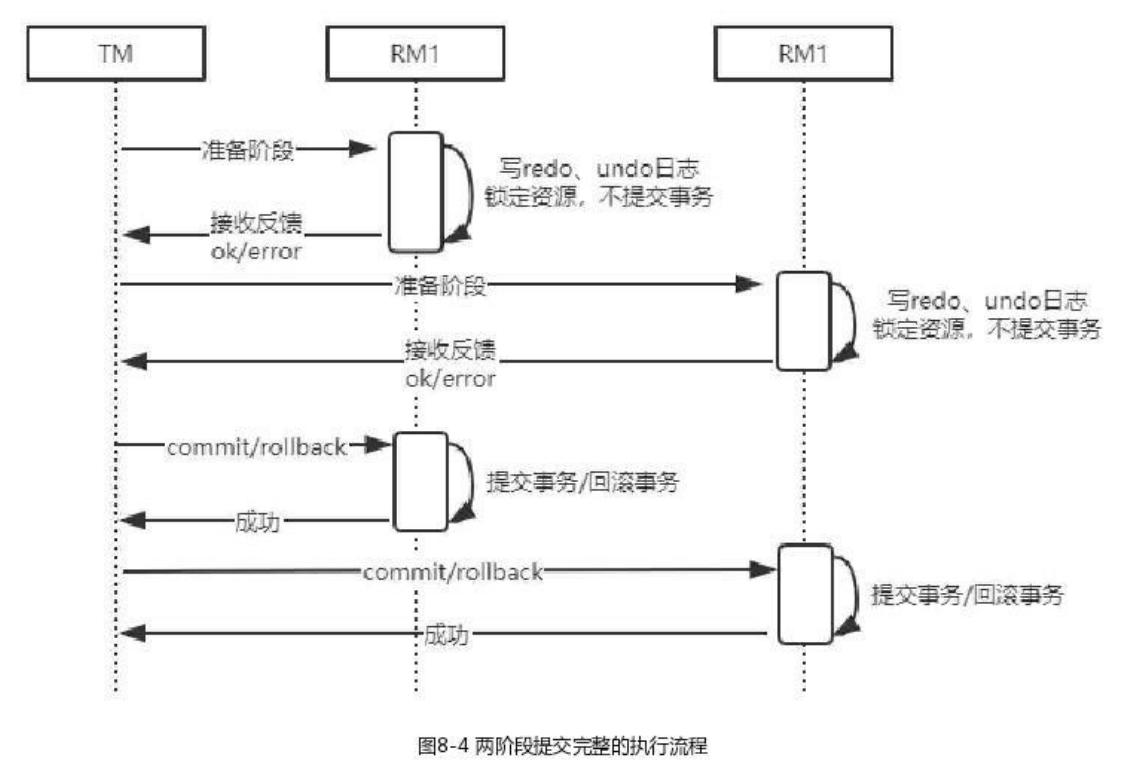 TM
RM1
RM1
准备阶段
写redo、undo日志
锁定资源，不提交事务
接收反馈
ok/error
准备阶段
写redo、undo日志
锁定资源，不提交事务
接收反馈
ok/error
commit/rollback
提交事务/回滚事务
成功
commit/rollback
提交事务/回滚事务
成功
图8-4 两阶段提交完整的执行流程